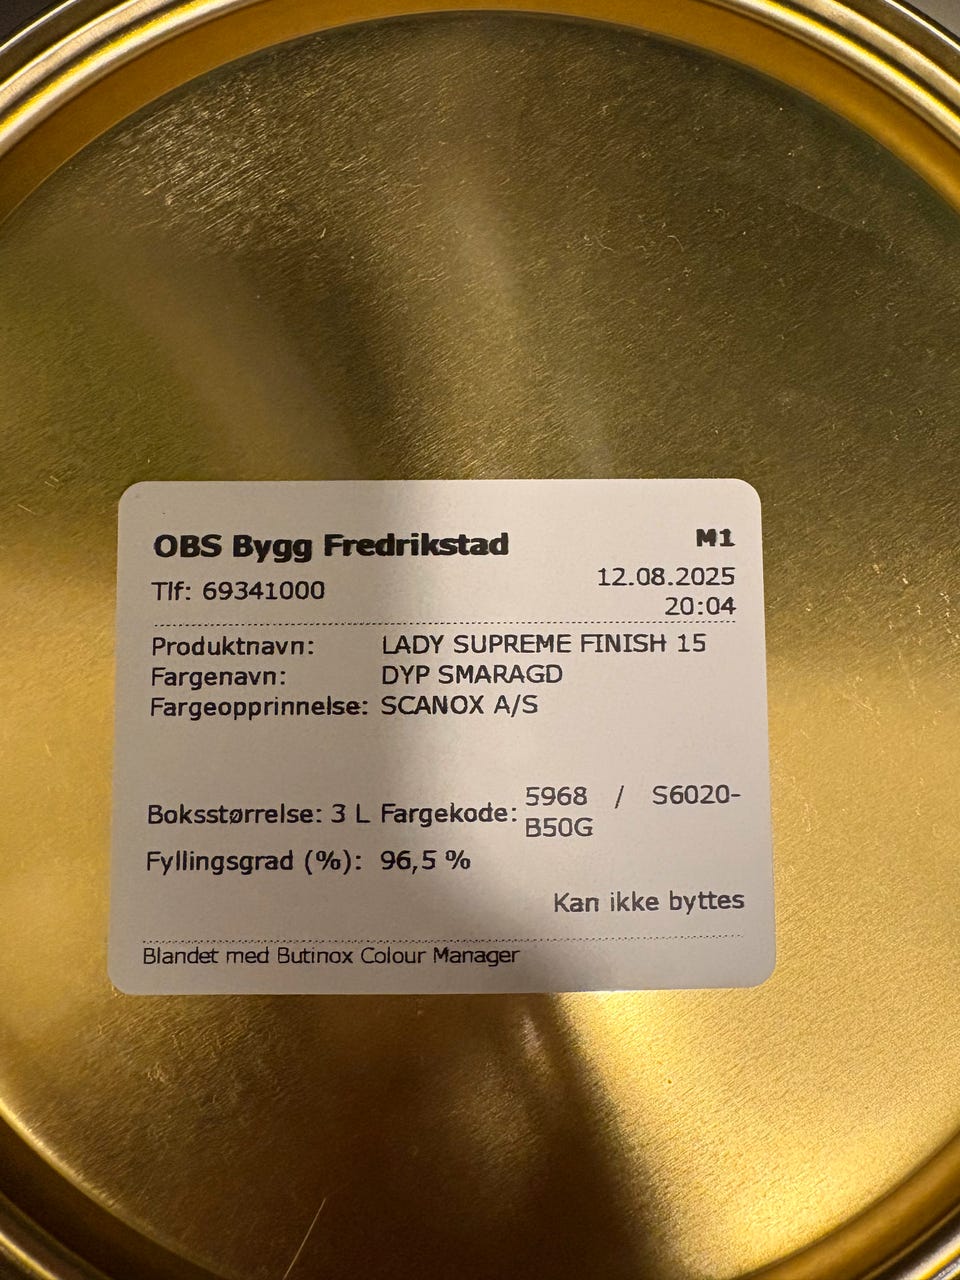 OBS Bygg Fredrikstad M1
Tlf: 69341000 12.08.2025
20:04
Produktnavn: LADY SUPREME FINISH 15
Fargenavn: DYP SMARAGD
Fargeopprinnelse: SCANOX A/S
Boksstørrelse: 3 L Fargekode: 5968 / S6020-
B50G
Fyllingsgrad (%): 96,5 %
Kan ikke byttes
Blandet med Butinox Colour Manager